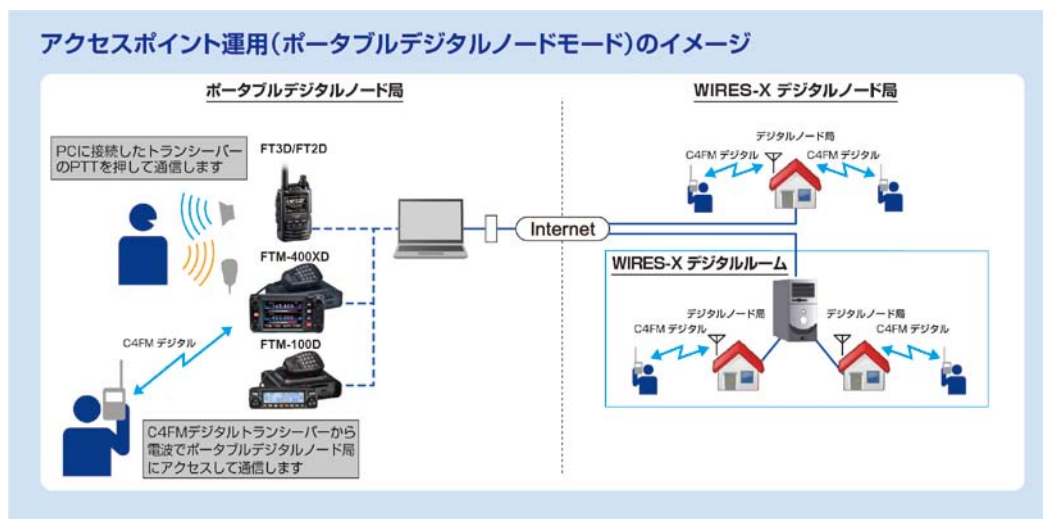 アクセスポイント運用(ポータブルデジタルノードモード)のイメージ
ポータブルデジタルノード局
PCに接続したトランシーバー
のPTTを押して通信します
FT3D/FT2D
FTM-400XD
FTM-100D
C4FM デジタル
C4FMデジタルトランシーバーから
電波でポータブルデジタルノード局
にアクセスして通信します
Internet
WIRES-X デジタルノード局
デジタルノード局
C4FM デジタル
C4FM デジタル
WIRES-X デジタルルーム
デジタルノード局
デジタルノード局
C4FM デジタル
C4FM デジタル